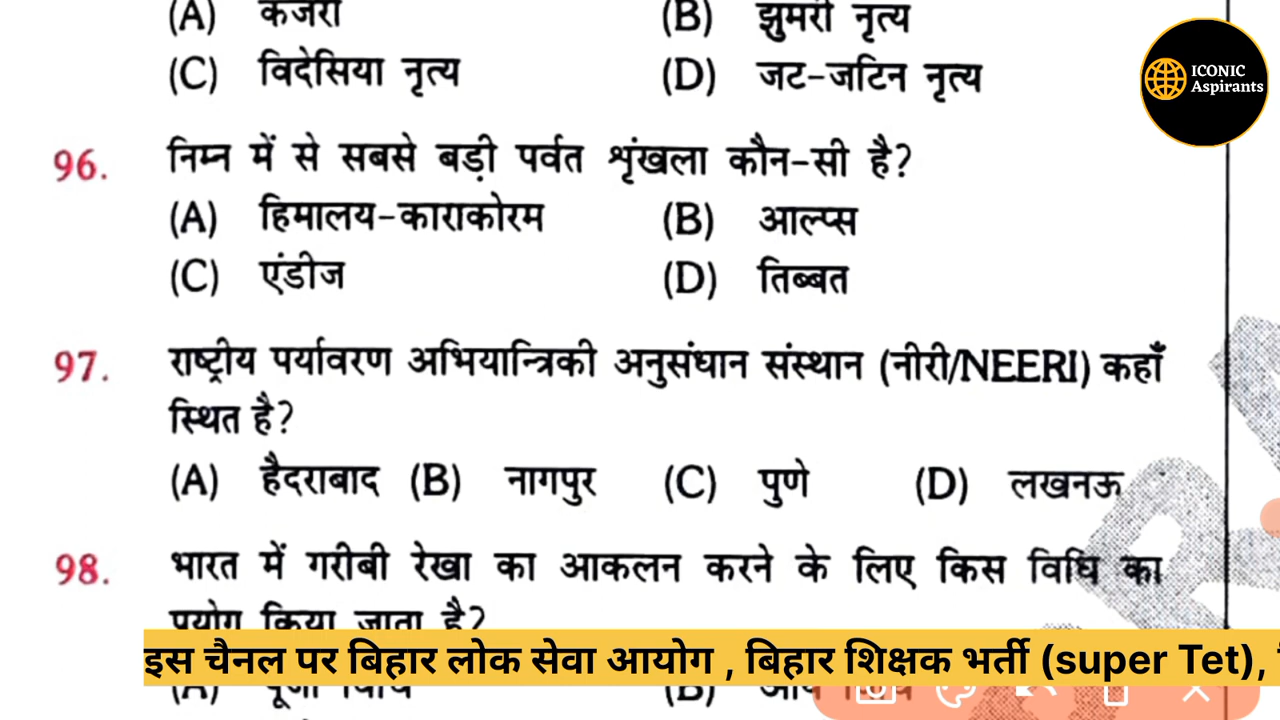 (A) कजरी (B) झुमरी नृत्य
(C) विदेसिया नृत्य (D) जट-जटिन नृत्य
ICONIC
Aspirants
96. निम्न में से सबसे बड़ी पर्वत शृंखला कौन-सी है?
(A) हिमालय-काराकोरम (B) आल्प्स
(C) एंडीज (D) तिब्बत
97. राष्ट्रीय पर्यावरण अभियान्त्रिकी अनुसंधान संस्थान (नीरी/NEERI) कहाँ
स्थित है?
(A) हैदराबाद (B) नागपुर (C) पुणे (D) लखनऊ
98. भारत में गरीबी रेखा का आकलन करने के लिए किस विधि का
प्रयोग किया जाता है?
इस चैनल पर बिहार लोक सेवा आयोग , बिहार शिक्षक भर्ती (super Tet),
(A) (B)